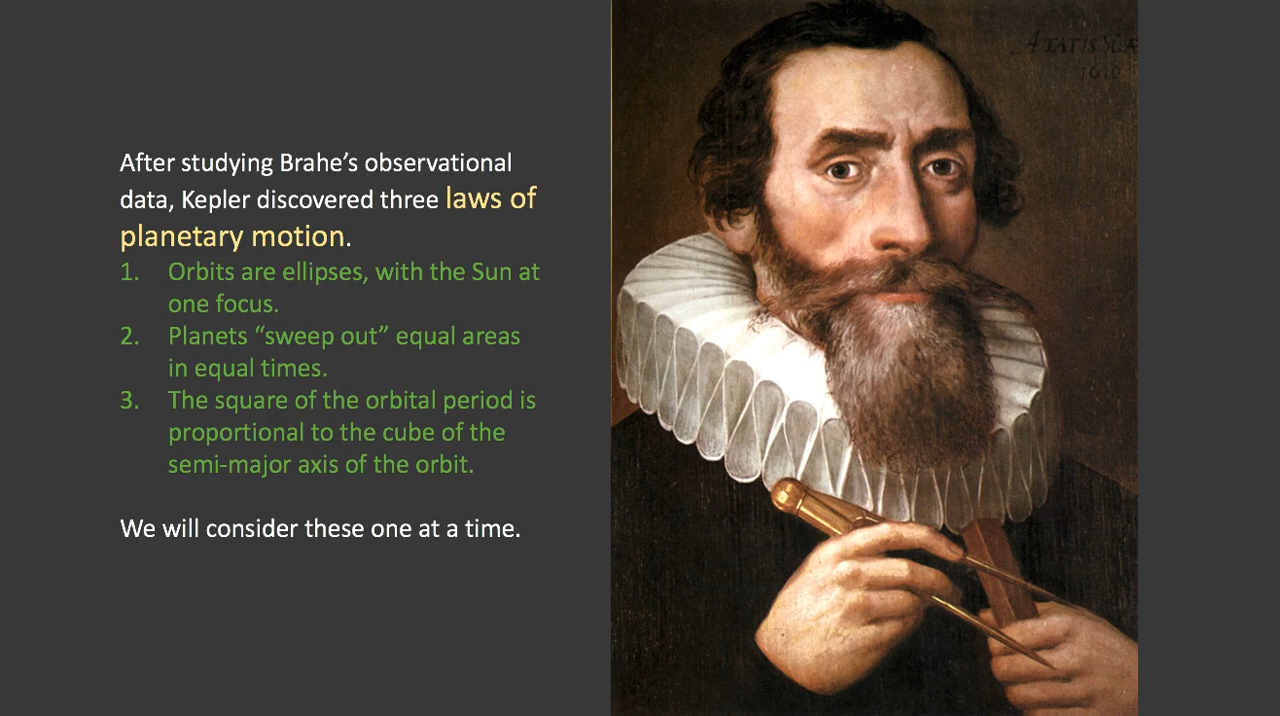 After studying Brahe’s observational
data, Kepler discovered three laws of
planetary motion.
1. Orbits are ellipses, with the Sun at
one focus.
2. Planets “sweep out” equal areas
in equal times.
3. The square of the orbital period is
proportional to the cube of the
semi-major axis of the orbit.
We will consider these one at a time.
ATATIS SUA
1610